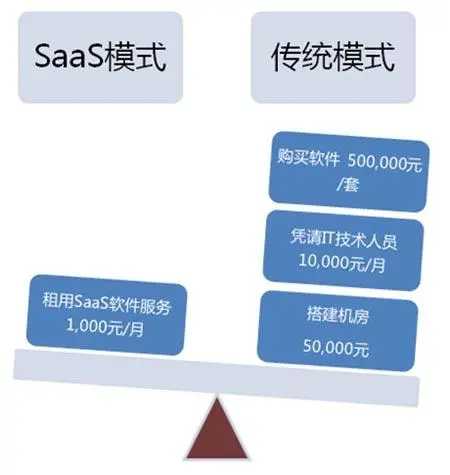 SaaS模式
传统模式
购买软件 500,000元
/套
凭请IT技术人员
10,000元/月
搭建机房
50,000元
租用SaaS软件服务
1,000元/月